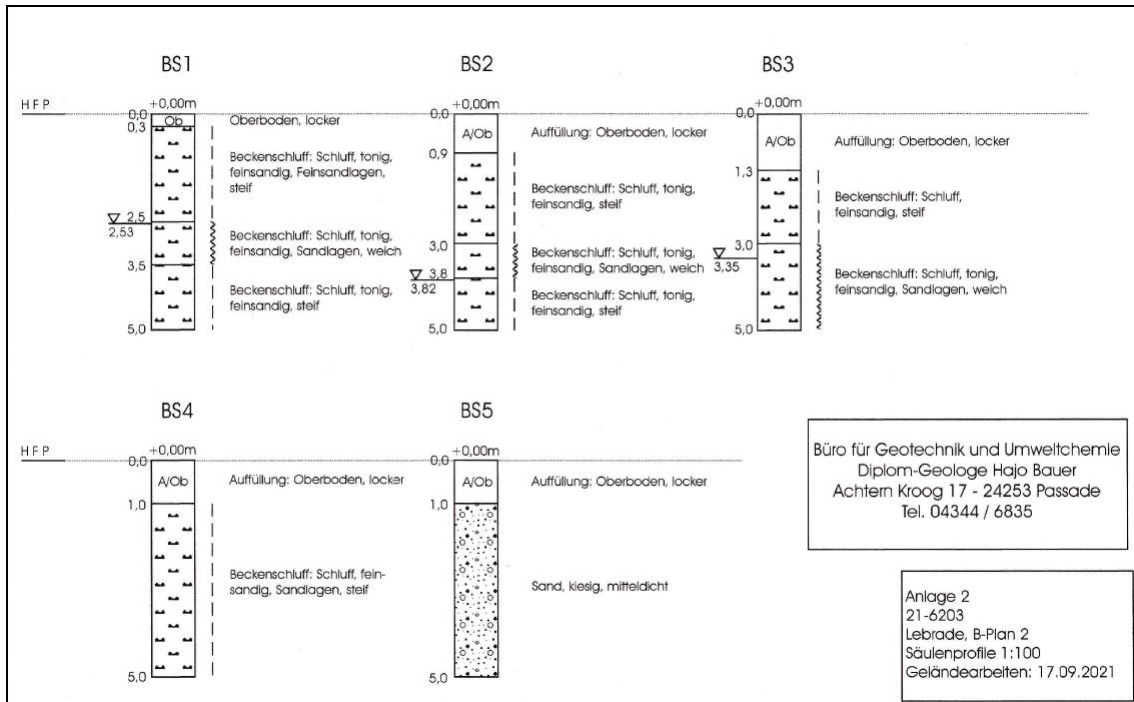 BS1
HFP
+0,00m
0,0
Ob
Oberboden, locker
0,3
Beckenschluff: Schluff, tonig,
feinsandig, Feinsandlagen,
steif
2,5
2,53
Beckenschluff: Schluff, tonig,
feinsandig, Sandlagen, weich
3,5
Beckenschluff: Schluff, tonig,
feinsandig, steif
5,0
BS2
+0,00m
0,0
A/Ob
Auffüllung: Oberboden, locker
0,9
Beckenschluff: Schluff, tonig,
feinsandig, steif
3,0
Beckenschluff: Schluff, tonig,
feinsandig, Sandlagen, weich
3,8
3,82
Beckenschluff: Schluff, tonig,
feinsandig, steif
5,0
BS3
+0,00m
0,0
A/Ob
Auffüllung: Oberboden, locker
1,3
Beckenschluff: Schluff,
feinsandig, steif
3,0
3,35
Beckenschluff: Schluff, tonig,
feinsandig, Sandlagen, weich
5,0
BS4
HFP
+0,00m
0,0
A/Ob
Auffüllung: Oberboden, locker
1,0
Beckenschluff: Schluff, fein-
sandig, Sandlagen, steif
5,0
BS5
+0,00m
0,0
A/Ob
Auffüllung: Oberboden, locker
1,0
Sand, kiesig, mitteldicht
5,0
Büro für Geotechnik und Umweltchemie
Diplom-Geologe Hajo Bauer
Achtern Kroog 17 - 24253 Passade
Tel. 04344 / 6835
Anlage 2
21-6203
Lebrade, B-Plan 2
Säulenprofile 1:100
Geländearbeiten: 17.09.2021